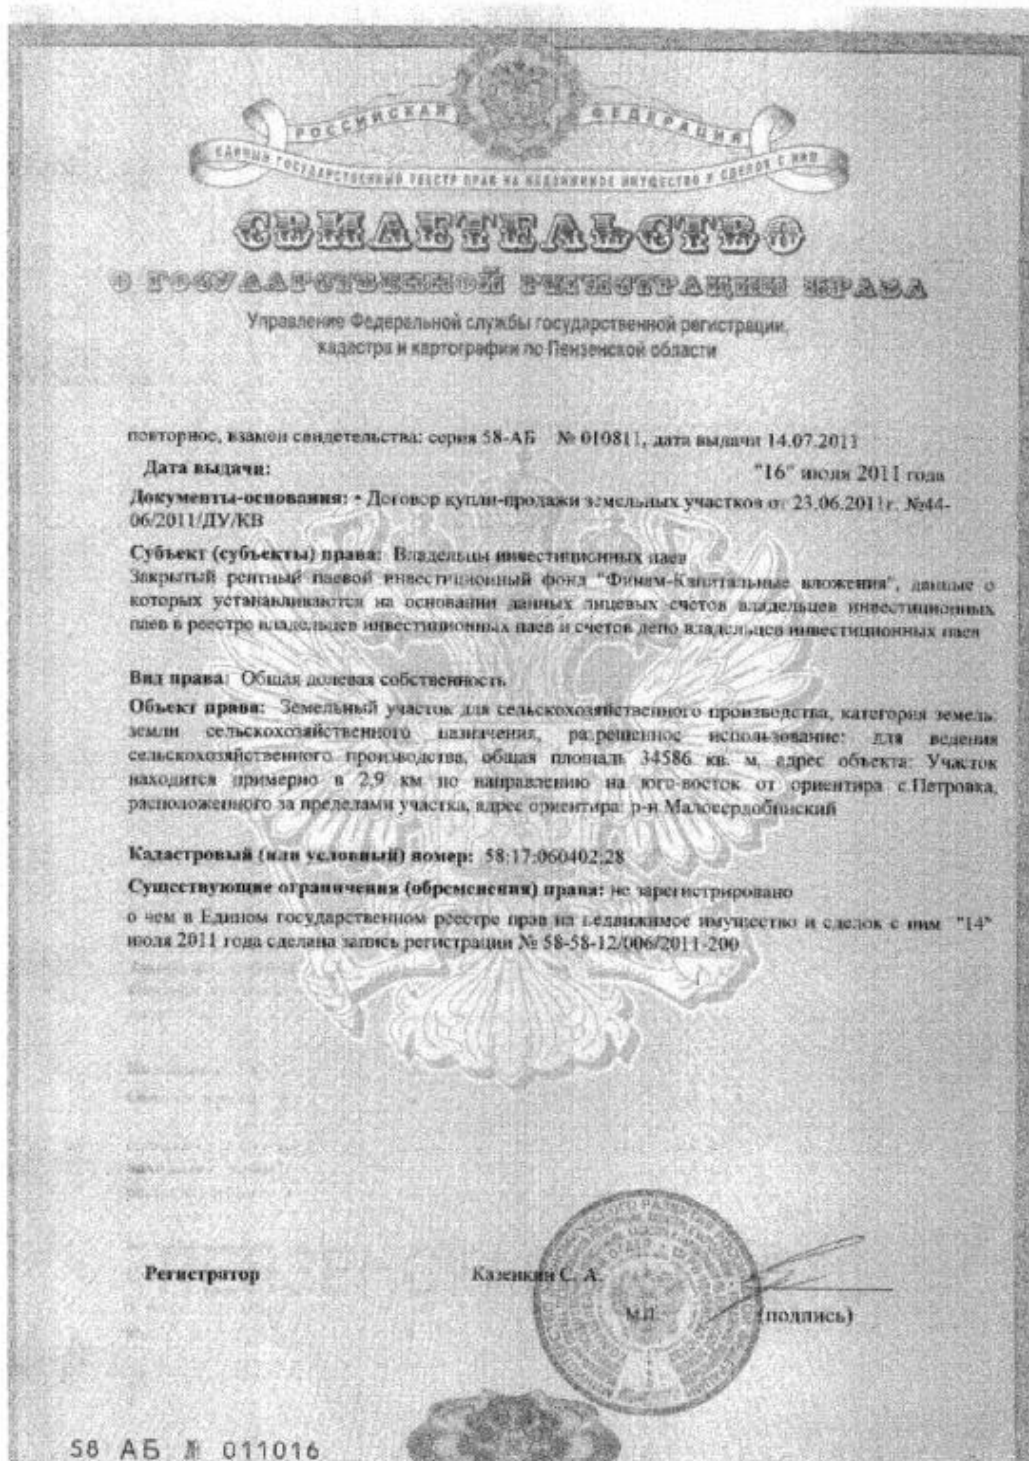 РОССИЙСКАЯ ФЕДЕРАЦИЯ
ЕДИНЫЙ ГОСУДАРСТВЕННЫЙ РЕЕСТР ПРАВ НА НЕДВИЖИМОЕ ИМУЩЕСТВО И СДЕЛОК С НИМ
СВИДЕТЕЛЬСТВО
О ГОСУДАРСТВЕННОЙ РЕГИСТРАЦИИ ПРАВА
Управление Федеральной службы государственной регистрации,
кадастра и картографии по Пензенской области
повторное, взамен свидетельства: серия 58-АБ № 010811, дата выдачи 14.07.2011
Дата выдачи: "16" июля 2011 года
Документы-основания: • Договор купли-продажи земельных участков от 23.06.2011г. №44-
06/2011/ДУ/КВ
Субъект (субъекты) права: Владельцы инвестиционных паев
Закрытый рентный паевой инвестиционный фонд "Финам-Капитальные вложения", данные о
которых устанавливаются на основании данных лицевых счетов владельцев инвестиционных
паев в реестре владельцев инвестиционных паев и счетов депо владельцев инвестиционных паев
Вид права: Общая долевая собственность
Объект права: Земельный участок для сельскохозяйственного производства, категория земель:
земли сельскохозяйственного назначения, разрешенное использование: для ведения
сельскохозяйственного производства, общая площадь 34586 кв. м, адрес объекта: Участок
находится примерно в 2,9 км по направлению на юго-восток от ориентира с.Петровка,
расположенного за пределами участка, адрес ориентира: р-н Малосердобинский
Кадастровый (или условный) номер: 58:17:060402:28
Существующие ограничения (обременения) права: не зарегистрировано
о чем в Едином государственном реестре прав на недвижимое имущество и сделок с ним "14"
июля 2011 года сделана запись регистрации № 58-58-12/006/2011-200
Регистратор Казенкин С. А.
М.П. (подпись)
58 АБ № 011016